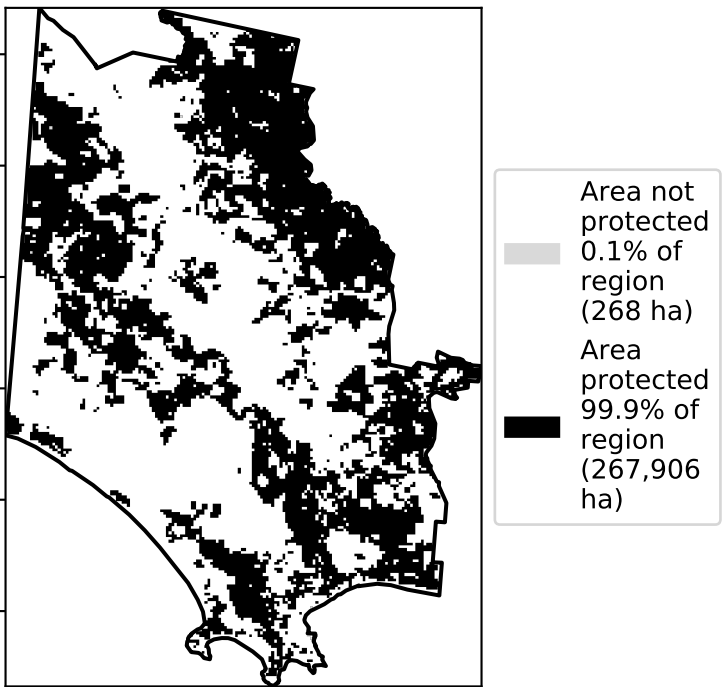 Area not
protected
0.1% of
region
(268 ha)
Area
protected
99.9% of
region
(267,906
ha)